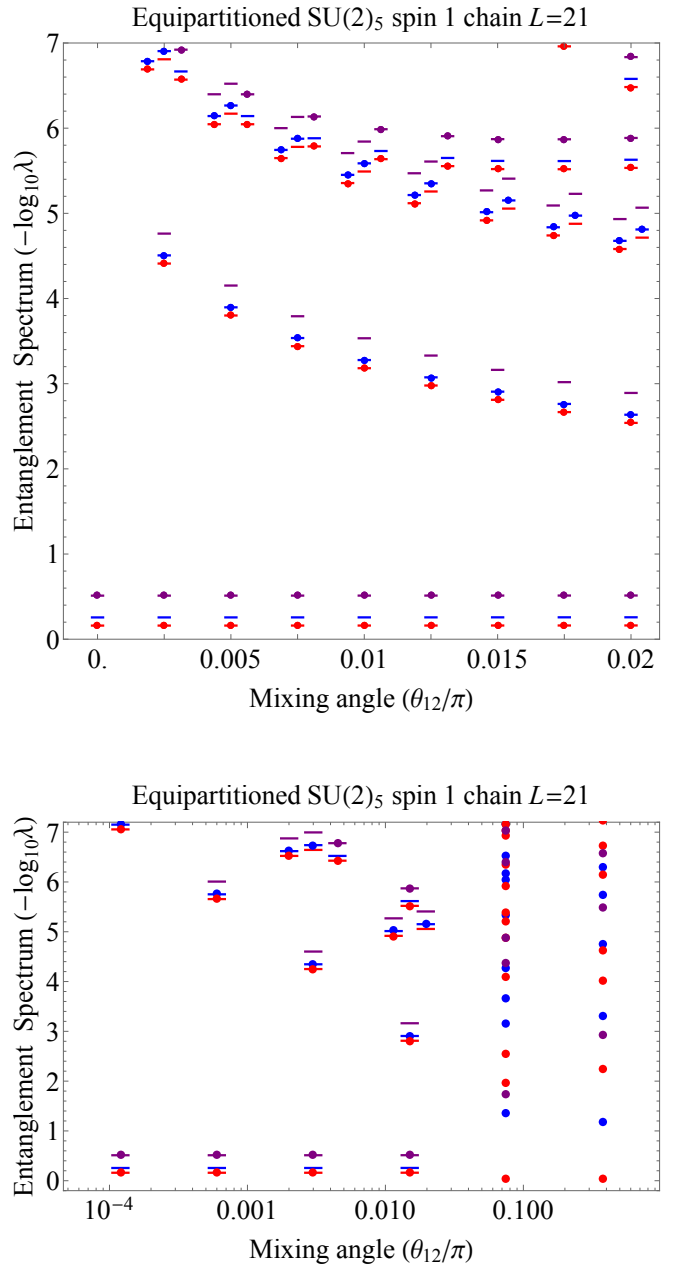 Equipartitioned SU(2)₅ spin 1 chain L=21
Entanglement Spectrum (−log₁₀λ)
7
6
5
4
3
2
1
0
0. 0.005 0.01 0.015 0.02
Mixing angle (θ₁₂/π)
Equipartitioned SU(2)₅ spin 1 chain L=21
Entanglement Spectrum (−log₁₀λ)
7
6
5
4
3
2
1
0
10⁻⁴ 0.001 0.010 0.100
Mixing angle (θ₁₂/π)